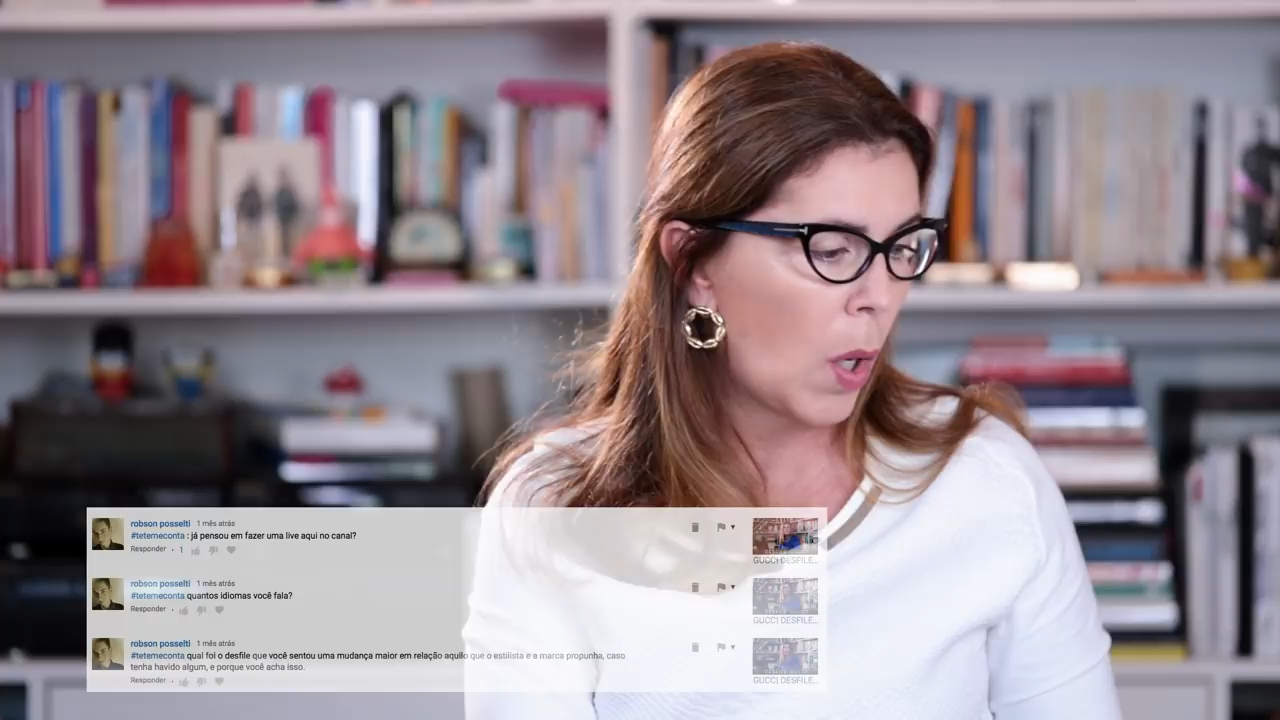 robson posselti 1 mês atrás
#tetemeconta : já pensou em fazer uma live aqui no canal?
Responder · 1
GUCCI DESFILE...
robson posselti 1 mês atrás
#tetemeconta quantos idiomas você fala?
Responder ·
GUCCI DESFILE...
robson posselti 1 mês atrás
#tetemeconta qual foi o desfile que você sentou uma mudança maior em relação aquilo que o estilista e a marca propunha, caso
tenha havido algum, e porque você acha isso.
Responder ·
GUCCI DESFILE...